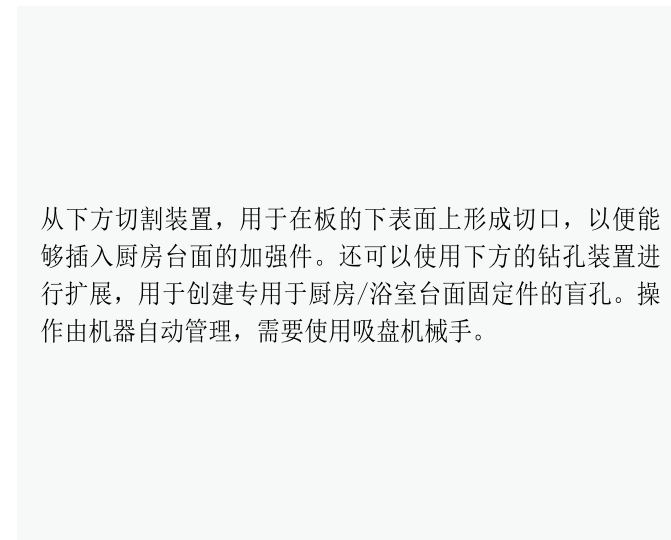 从下方切割装置，用于在板的下表面上形成切口，以便能
够插入厨房台面的加强件。还可以使用下方的钻孔装置进
行扩展，用于创建专用于厨房/浴室台面固定件的盲孔。操
作由机器自动管理，需要使用吸盘机械手。